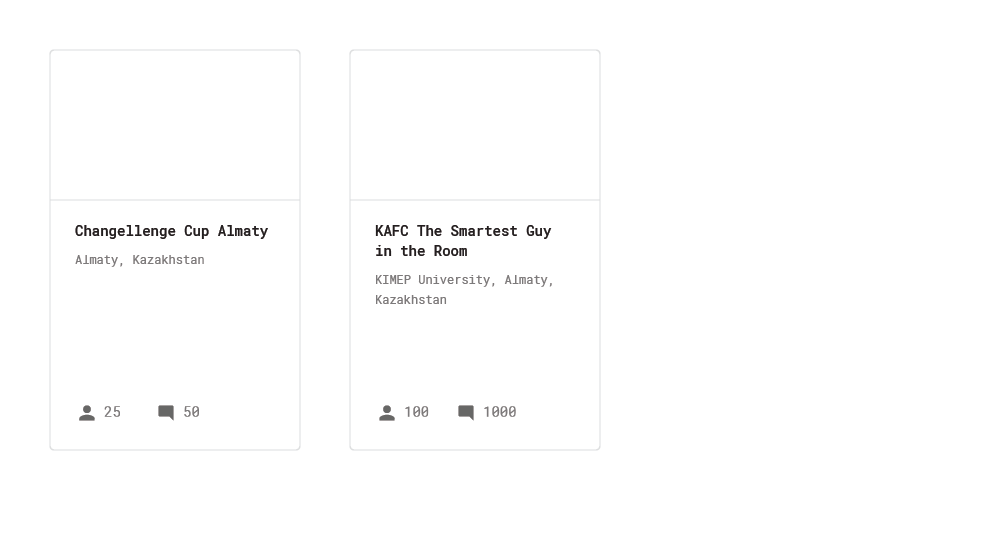 Changellenge Cup Almaty
Almaty, Kazakhstan
25
50
KAFC The Smartest Guy
in the Room
KIMEP University, Almaty,
Kazakhstan
100
1000